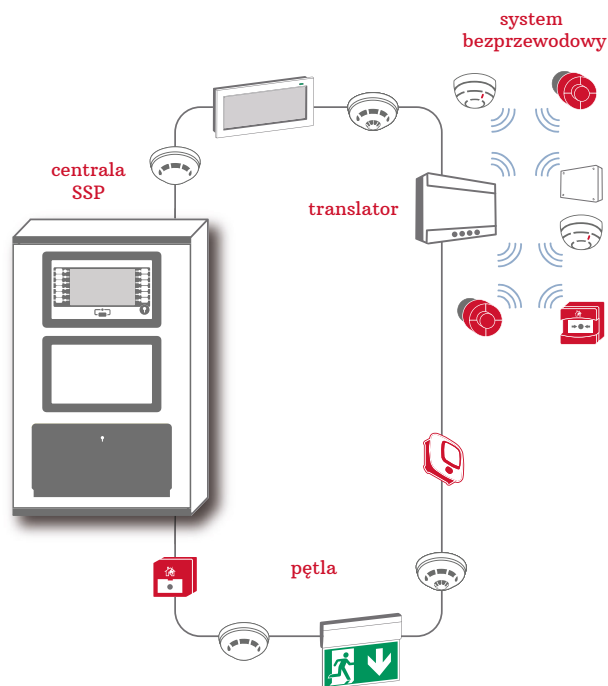 system
bezprzewodowy
centrala
SSP
translator
pętla